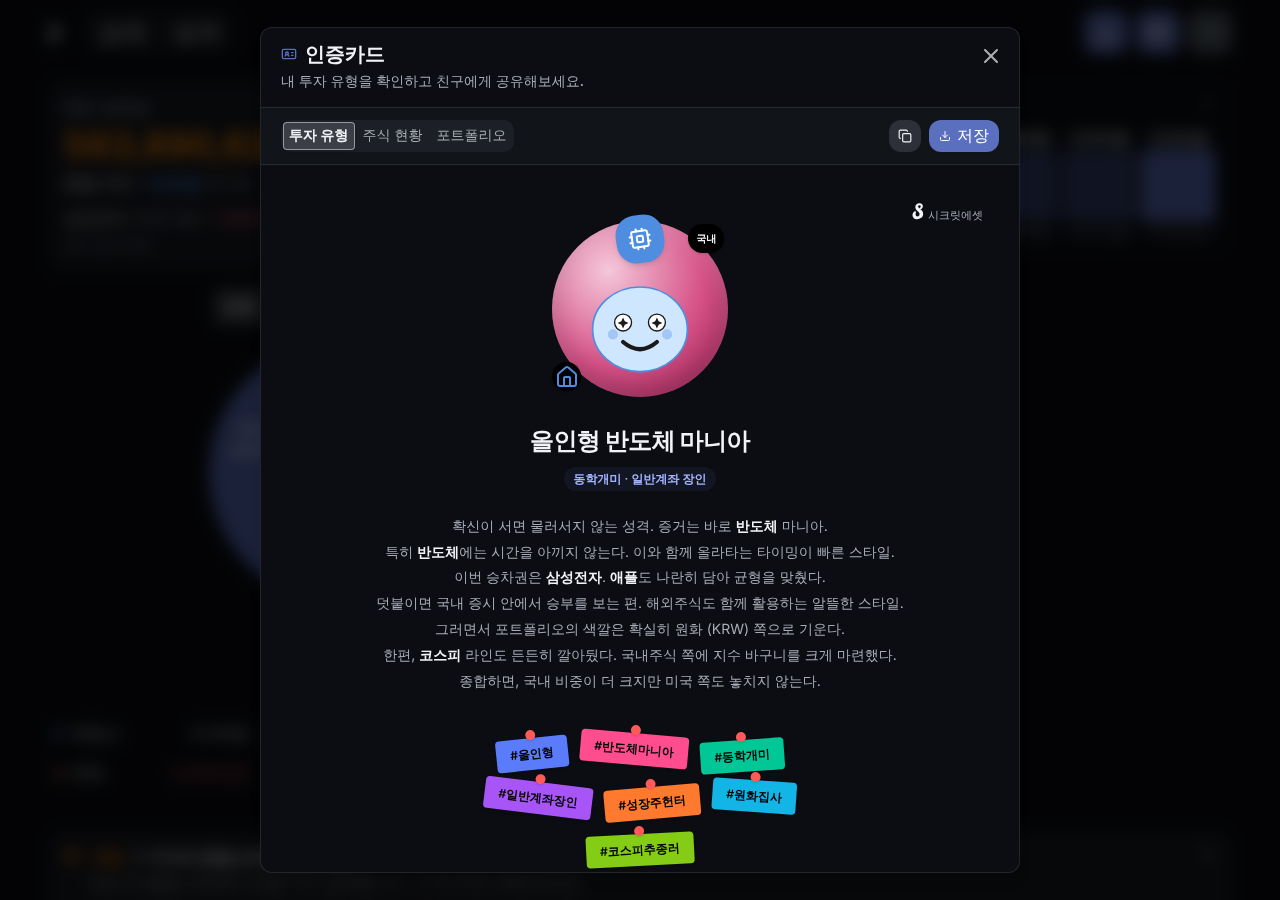 인증카드
내 투자 유형을 확인하고 친구에게 공유해보세요.
투자 유형 주식 현황 포트폴리오
저장
시크릿에셋
국내
올인형 반도체 마니아
동학개미 · 일반계좌 장인
확신이 서면 물러서지 않는 성격. 증거는 바로 반도체 마니아.
특히 반도체에는 시간을 아끼지 않는다. 이와 함께 올라타는 타이밍이 빠른 스타일.
이번 승차권은 삼성전자. 애플도 나란히 담아 균형을 맞췄다.
덧붙이면 국내 증시 안에서 승부를 보는 편. 해외주식도 함께 활용하는 알뜰한 스타일.
그러면서 포트폴리오의 색깔은 확실히 원화 (KRW) 쪽으로 기운다.
한편, 코스피 라인도 든든히 깔아뒀다. 국내주식 쪽에 지수 바구니를 크게 마련했다.
종합하면, 국내 비중이 더 크지만 미국 쪽도 놓치지 않는다.
#올인형 #반도체마니아 #동학개미
#일반계좌장인 #성장주헌터 #원화집사
#코스피추종러